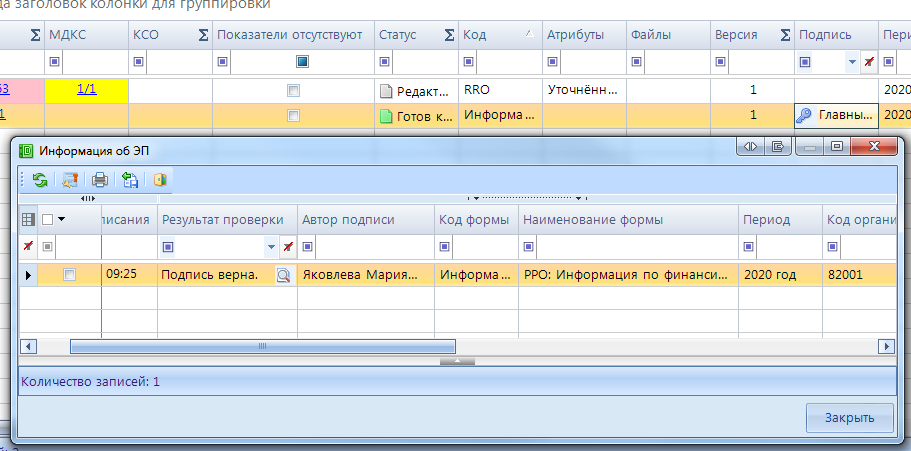 да заголовок колонки для группировки
МДКС КСО Показатели отсутствуют Статус Код Атрибуты Файлы Версия Подпись Пери
63 1/1 Редакт... RRO Уточнённ... 1 2020
1 Готов к... Информа... 1 Главны... 2020
Информация об ЭП
писания Результат проверки Автор подписи Код формы Наименование формы Период Код органи
09:25 Подпись верна. Яковлева Мария... Информа... РРО: Информация по финанси... 2020 год 82001
Количество записей: 1
Закрыть